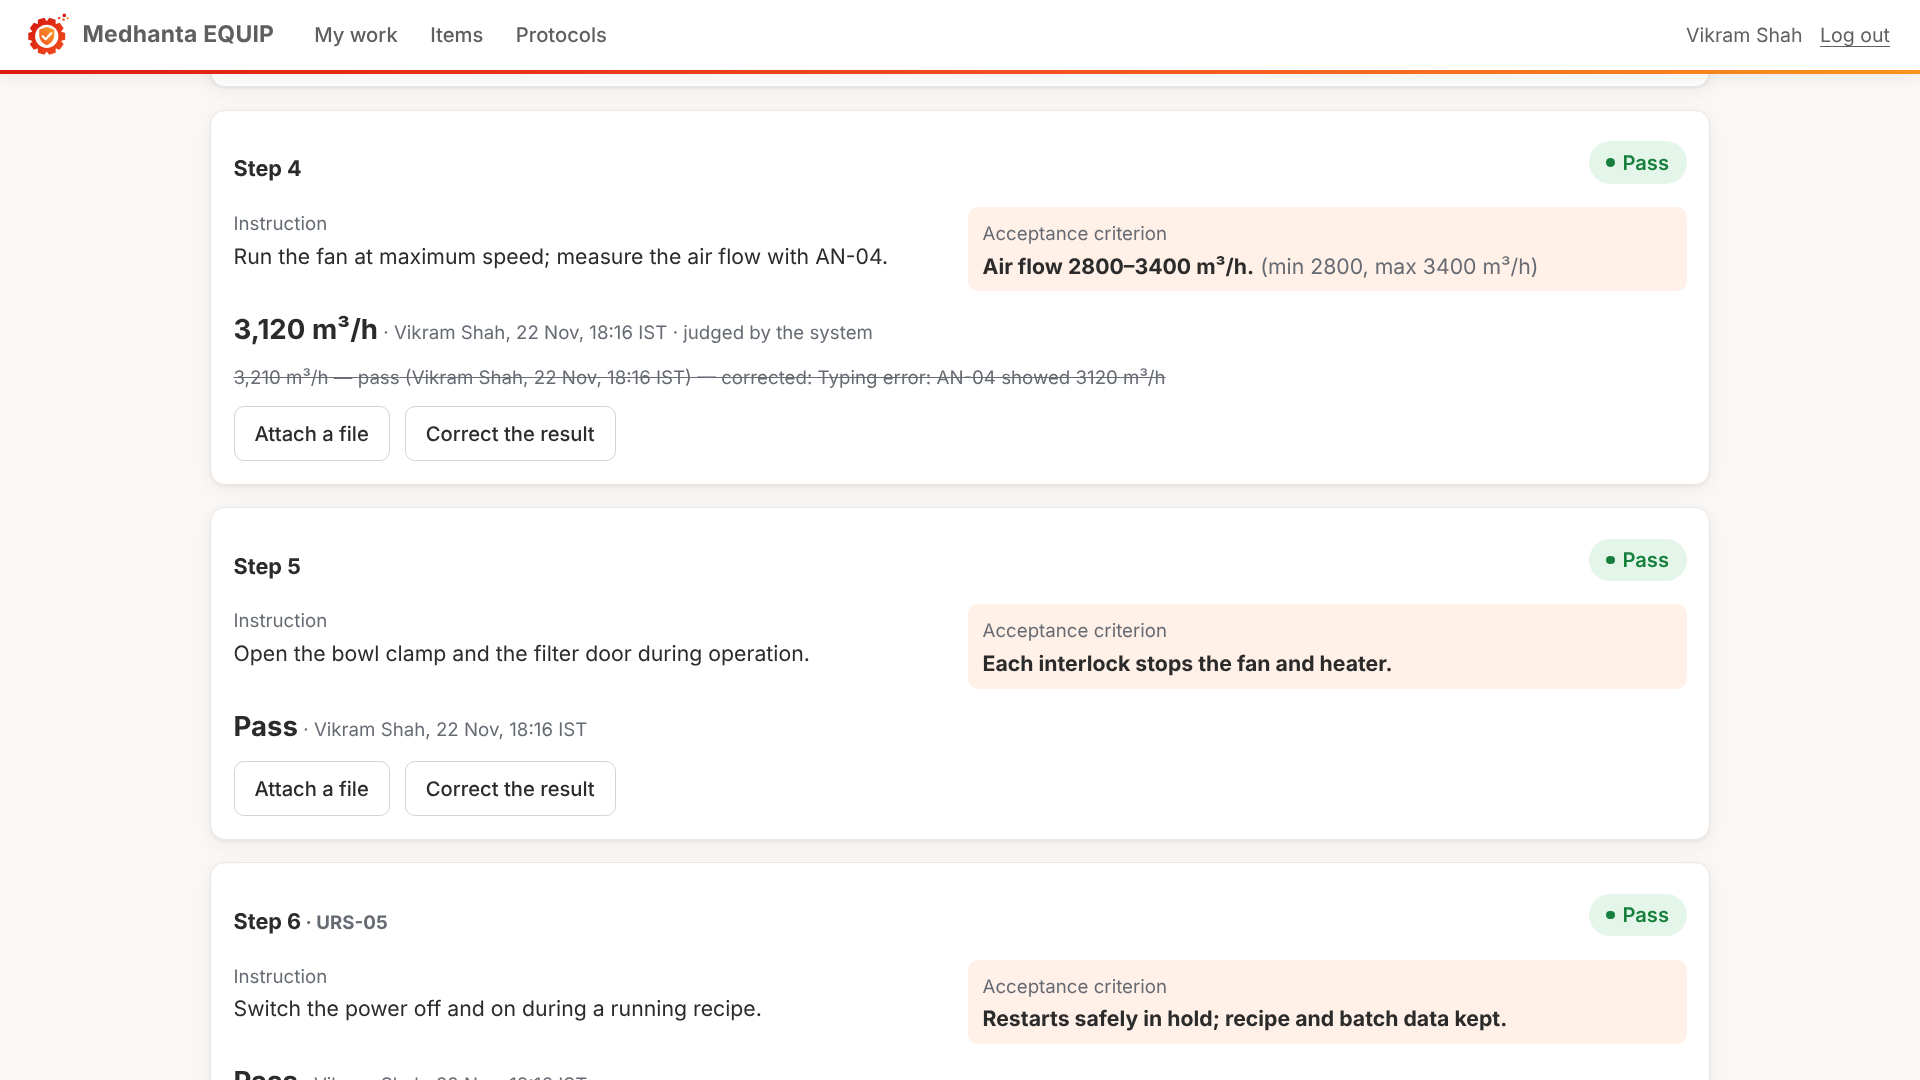 Medhanta EQUIP
My work
Items
Protocols
Vikram Shah
Log out
Step 4
Pass
Instruction
Run the fan at maximum speed; measure the air flow with AN-04.
Acceptance criterion
Air flow 2800–3400 m³/h. (min 2800, max 3400 m³/h)
3,120 m³/h · Vikram Shah, 22 Nov, 18:16 IST · judged by the system
3,210 m³/h — pass (Vikram Shah, 22 Nov, 18:16 IST) — corrected: Typing error: AN-04 showed 3120 m³/h
Attach a file
Correct the result
Step 5
Pass
Instruction
Open the bowl clamp and the filter door during operation.
Acceptance criterion
Each interlock stops the fan and heater.
Pass · Vikram Shah, 22 Nov, 18:16 IST
Attach a file
Correct the result
Step 6 · URS-05
Pass
Instruction
Switch the power off and on during a running recipe.
Acceptance criterion
Restarts safely in hold; recipe and batch data kept.
Pass